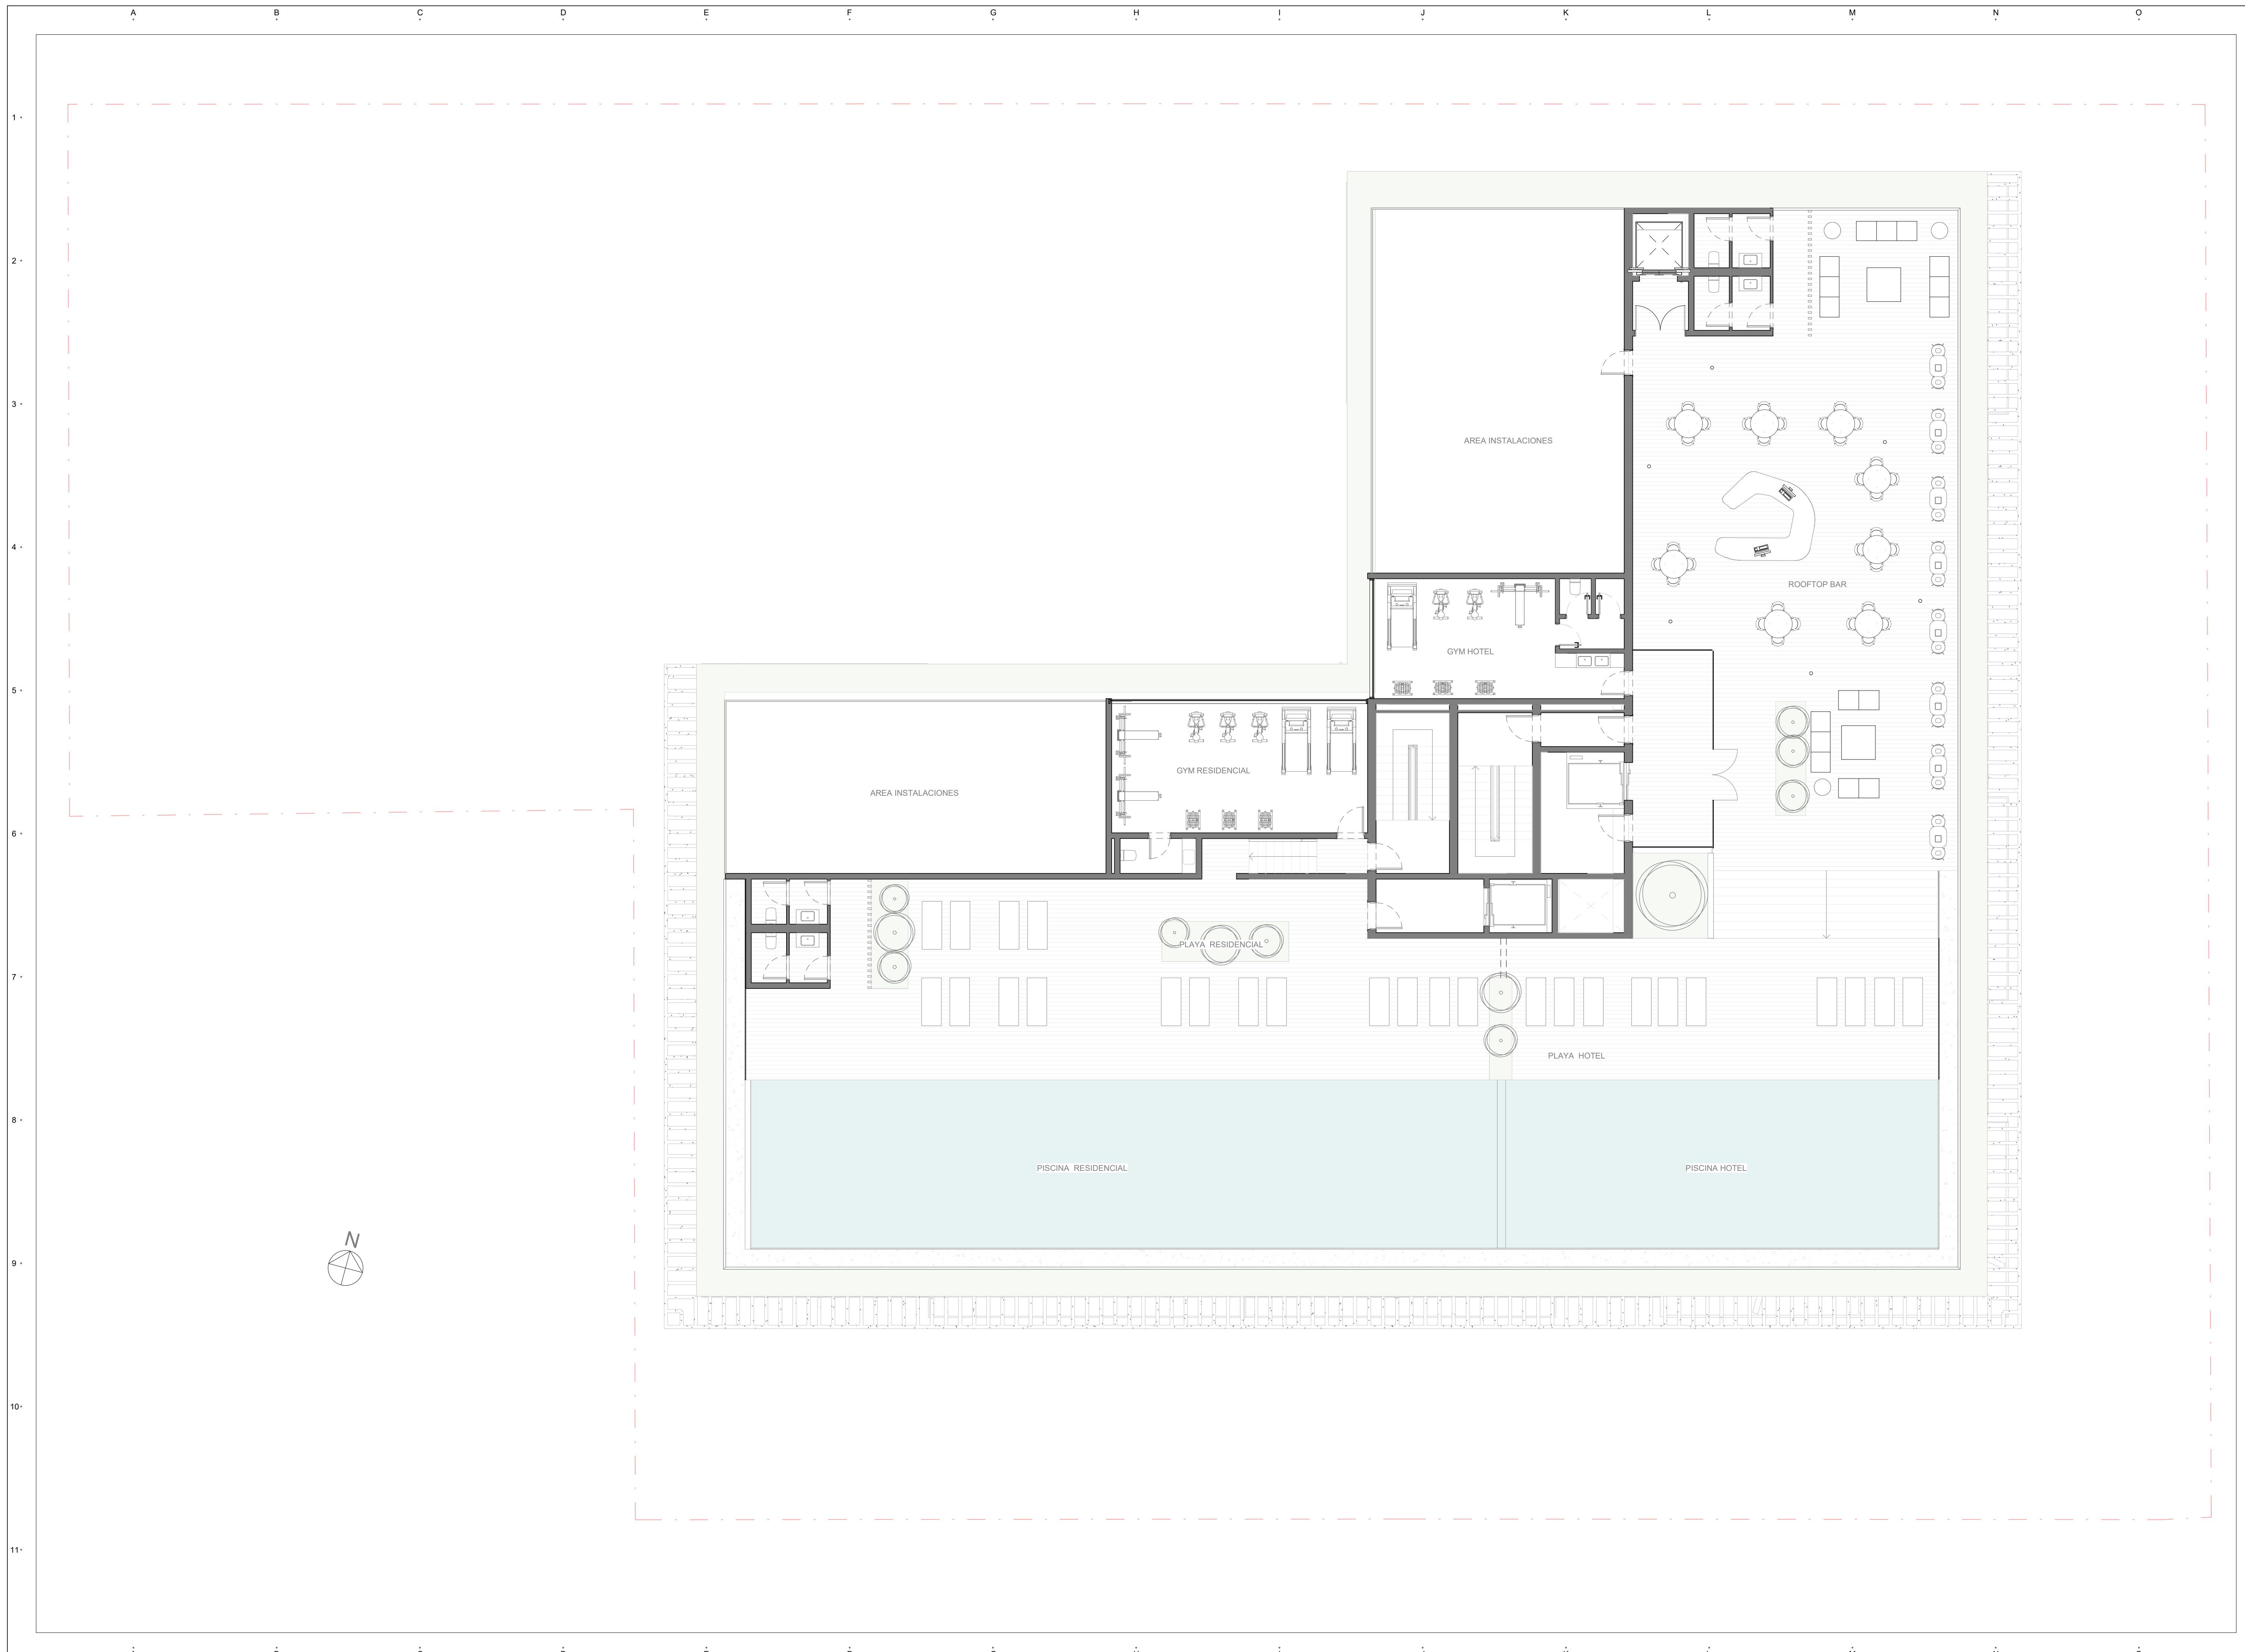 A B C D E F G H I J K L M N O
1
2
3
AREA INSTALACIONES
4
ROOFTOP BAR
GYM HOTEL
5
GYM RESIDENCIAL
AREA INSTALACIONES
6
PLAYA RESIDENCIAL
7
PLAYA HOTEL
8
PISCINA RESIDENCIAL
PISCINA HOTEL
N
9
10
11